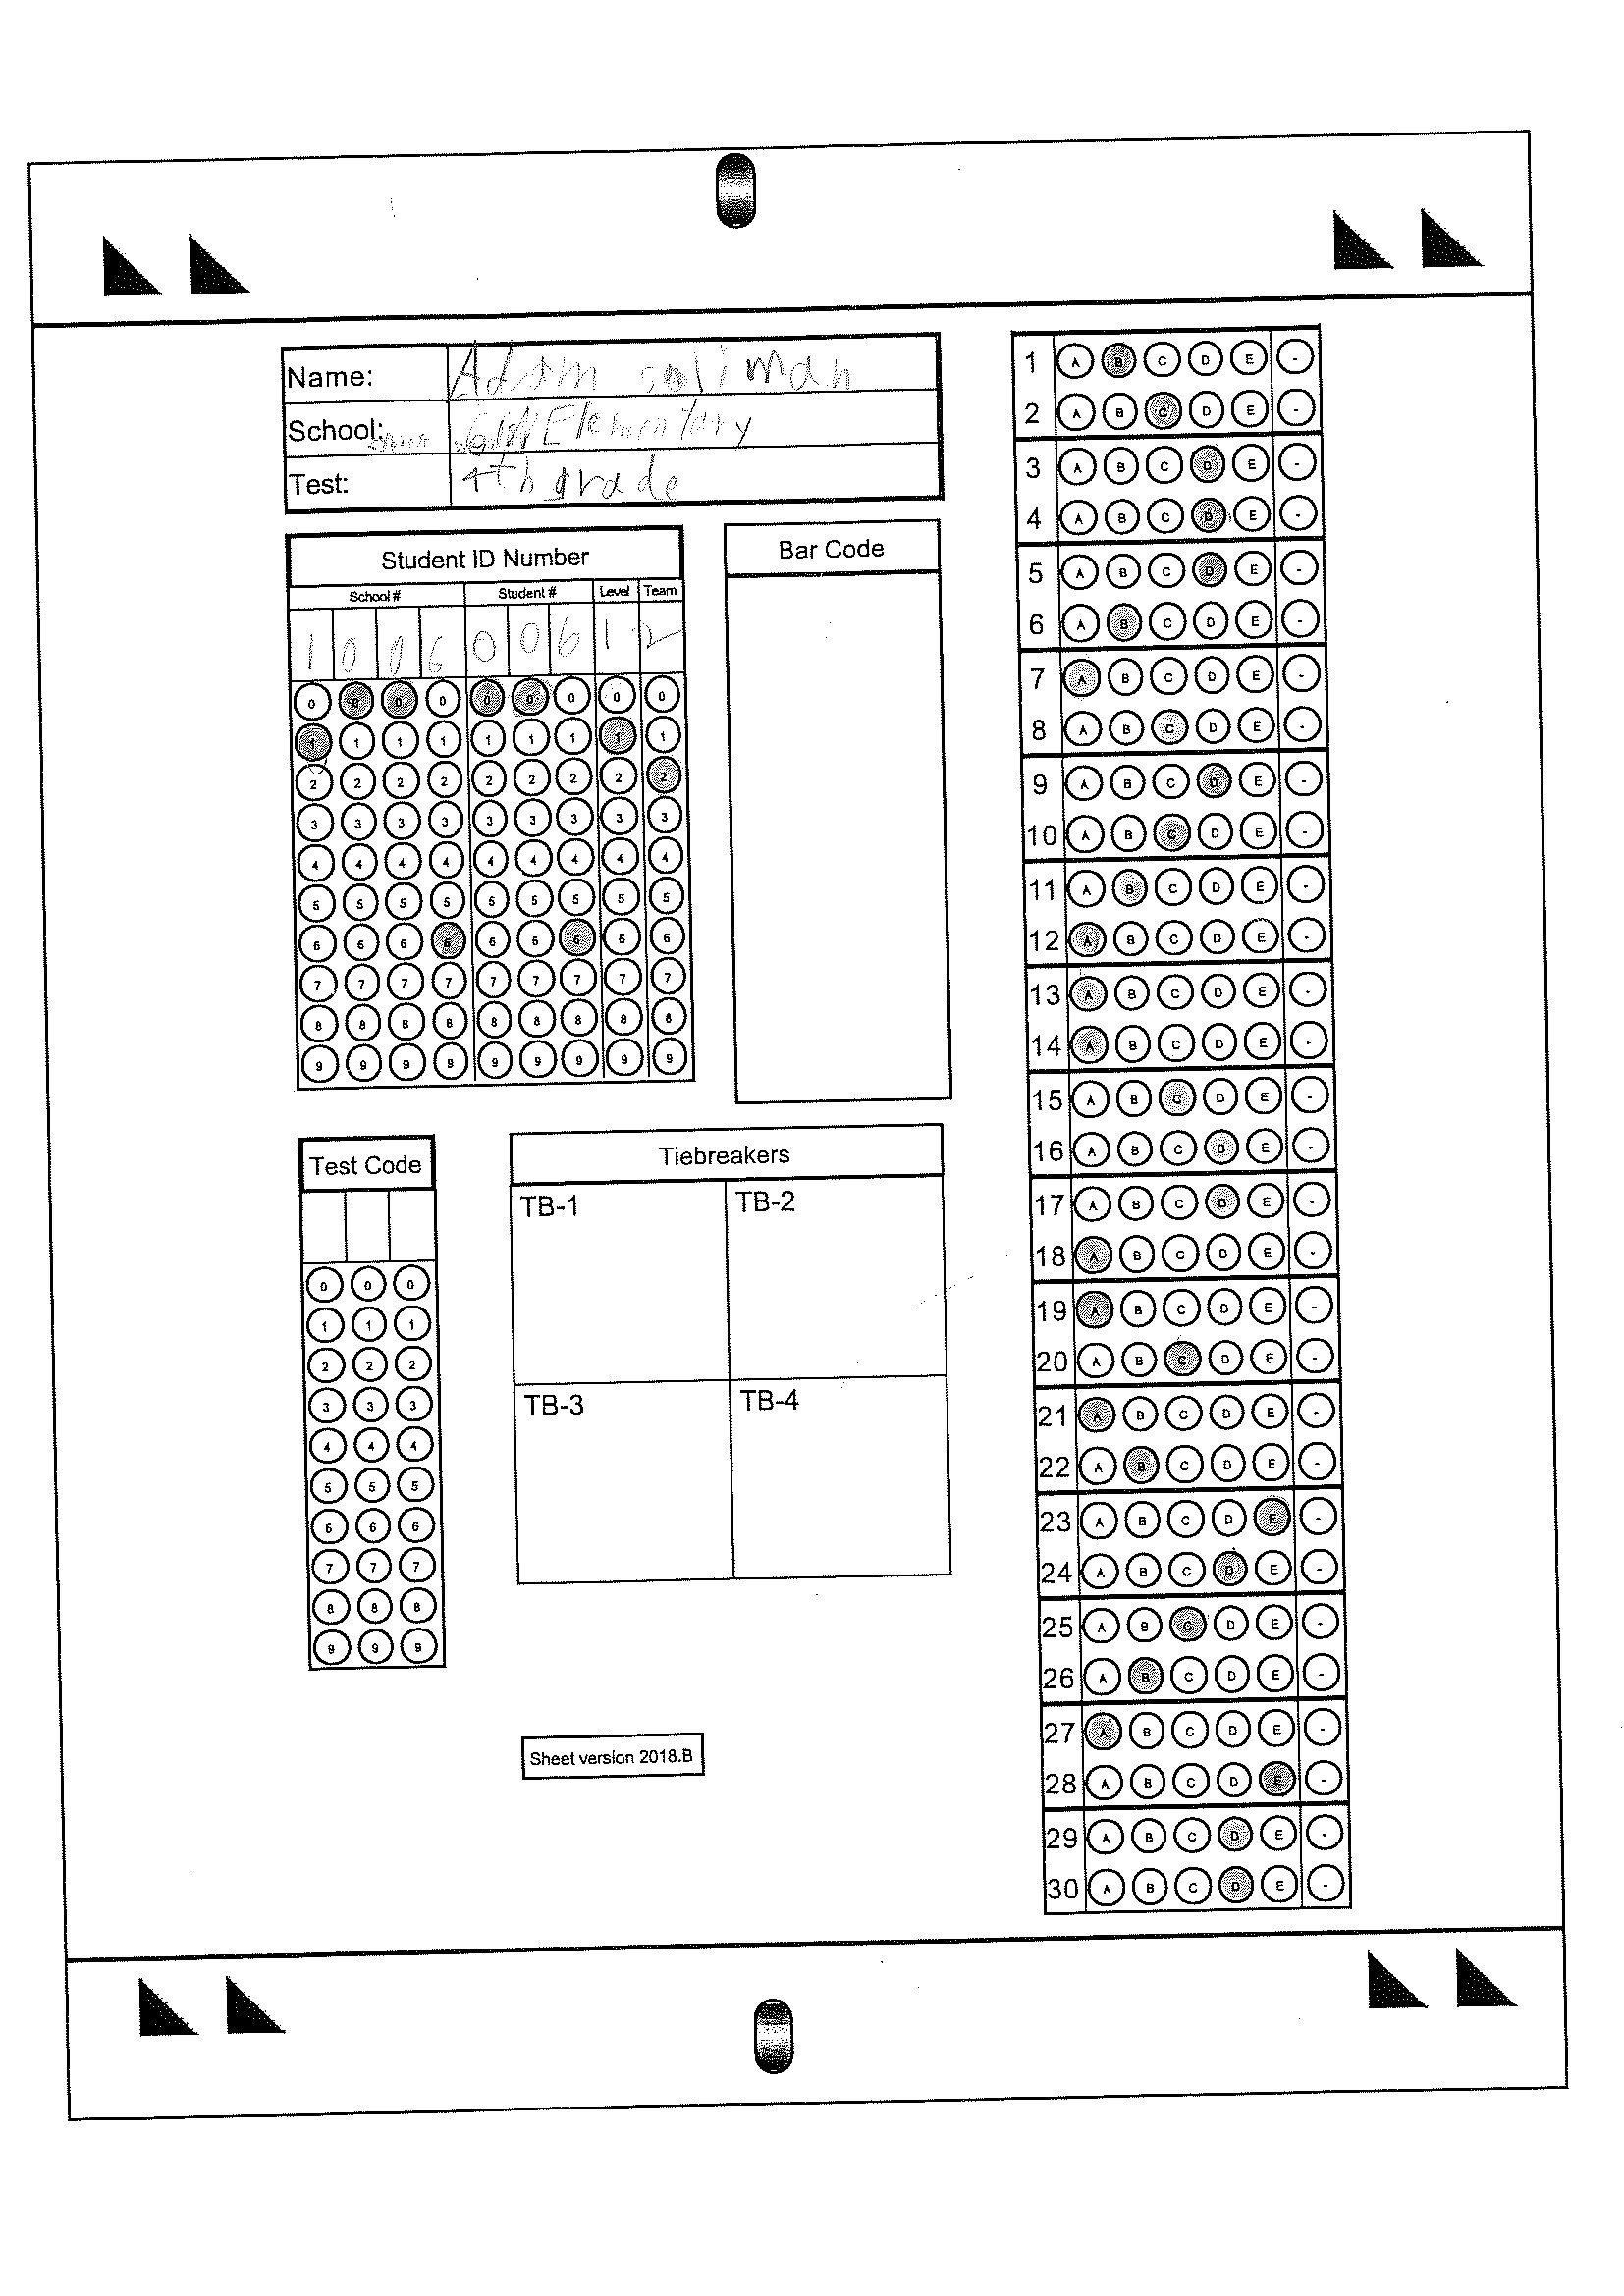 Name: Adam soliman
School: Elementary
Test: 4th grade
Student ID Number
School # Student # Level Team
1 0 0 6 0 0 6 1 2
0 0 0 0 0 0 0 0 0
1 1 1 1 1 1 1 1 1
2 2 2 2 2 2 2 2 2
3 3 3 3 3 3 3 3 3
4 4 4 4 4 4 4 4 4
5 5 5 5 5 5 5 5 5
6 6 6 6 6 6 6 6 6
7 7 7 7 7 7 7 7 7
8 8 8 8 8 8 8 8 8
9 9 9 9 9 9 9 9 9
Bar Code
Test Code
0 0 0
1 1 1
2 2 2
3 3 3
4 4 4
5 5 5
6 6 6
7 7 7
8 8 8
9 9 9
Tiebreakers
TB-1 TB-2
TB-3 TB-4
Sheet version 2018.B
1 A B C D E -
2 A B C D E -
3 A B C D E -
4 A B C D E -
5 A B C D E -
6 A B C D E -
7 A B C D E -
8 A B C D E -
9 A B C D E -
10 A B C D E -
11 A B C D E -
12 A B C D E -
13 A B C D E -
14 A B C D E -
15 A B C D E -
16 A B C D E -
17 A B C D E -
18 A B C D E -
19 A B C D E -
20 A B C D E -
21 A B C D E -
22 A B C D E -
23 A B C D E -
24 A B C D E -
25 A B C D E -
26 A B C D E -
27 A B C D E -
28 A B C D E -
29 A B C D E -
30 A B C D E -